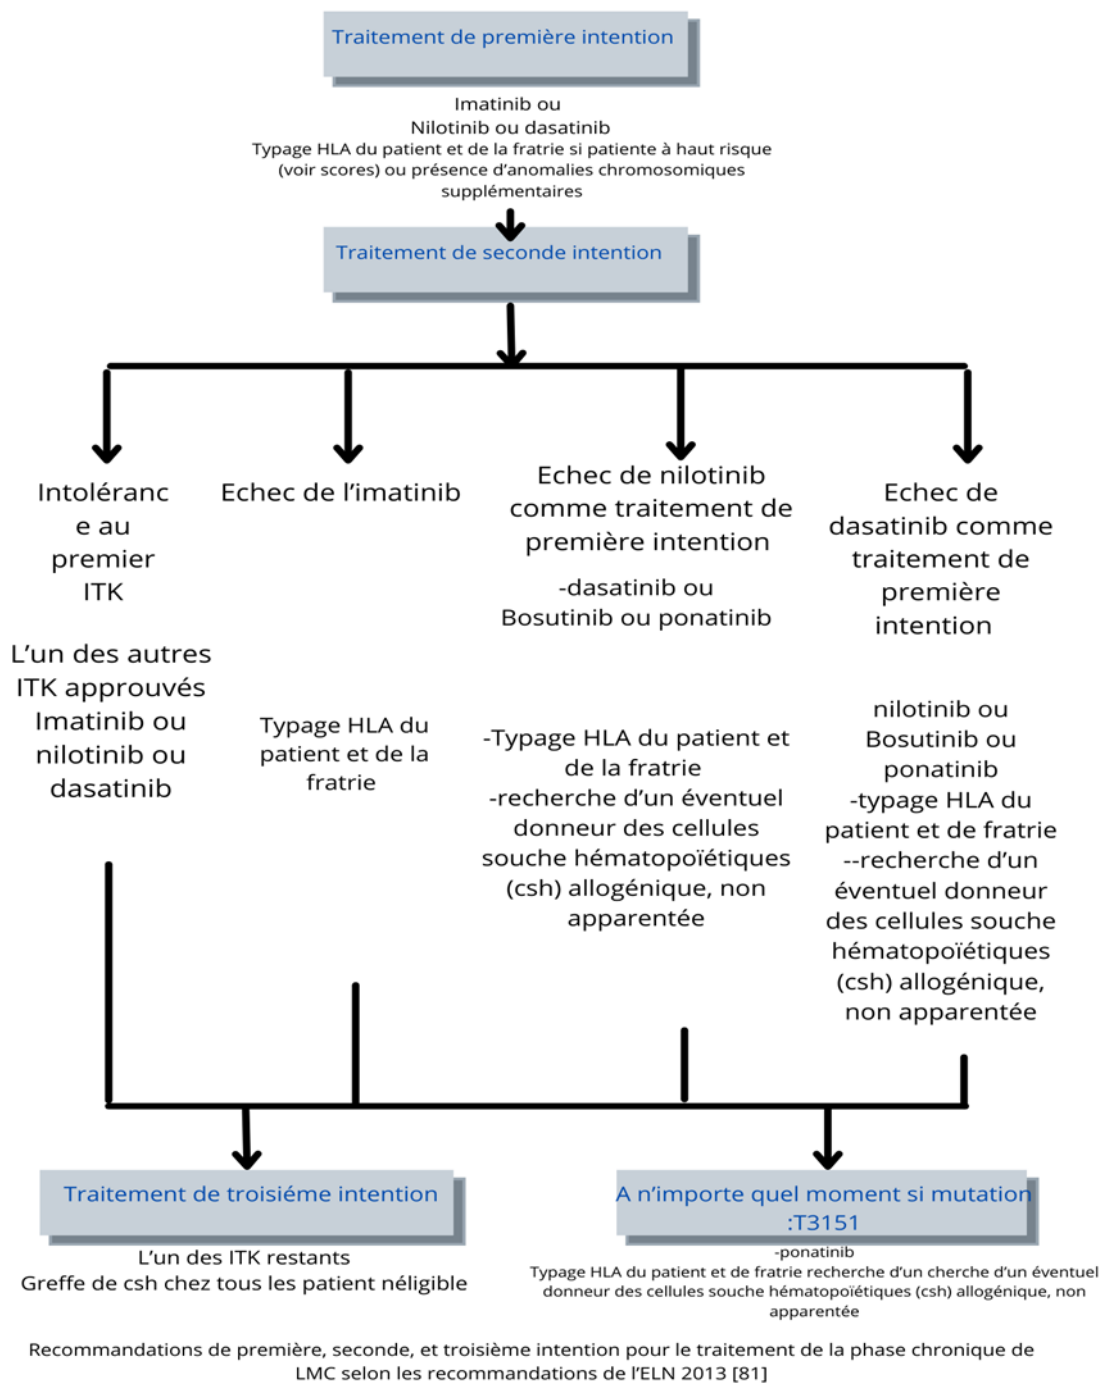 Traitement de première intention
Imatinib ou
Nilotinib ou dasatinib
Typage HLA du patient et de la fratrie si patiente à haut risque
(voir scores) ou présence d’anomalies chromosomiques
supplémentaires
Traitement de seconde intention
Intoléranc
e au
premier
ITK
L’un des autres
ITK approuvés
Imatinib ou
nilotinib ou
dasatinib
Echec de l’imatinib
Typage HLA du
patient et de la
fratrie
Echec de nilotinib
comme traitement de
première intention
-dasatinib ou
Bosutinib ou ponatinib
-Typage HLA du patient et
de la fratrie
-recherche d’un éventuel
donneur des cellules
souche hématopoïétiques
(csh) allogénique, non
apparentée
Echec de
dasatinib comme
traitement de
première
intention
nilotinib ou
Bosutinib ou
ponatinib
-typage HLA du
patient et de fratrie
--recherche d’un
éventuel donneur
des cellules souche
hématopoïétiques
(csh) allogénique,
non apparentée
Traitement de troisiéme intention
L’un des ITK restants
Greffe de csh chez tous les patient néligible
A n’importe quel moment si mutation
:T3151
-ponatinib
Typage HLA du patient et de fratrie recherche d’un cherche d’un éventuel
donneur des cellules souche hématopoïétiques (csh) allogénique, non
apparentée
Recommandations de première, seconde, et troisième intention pour le traitement de la phase chronique de
LMC selon les recommandations de l’ELN 2013 [81]